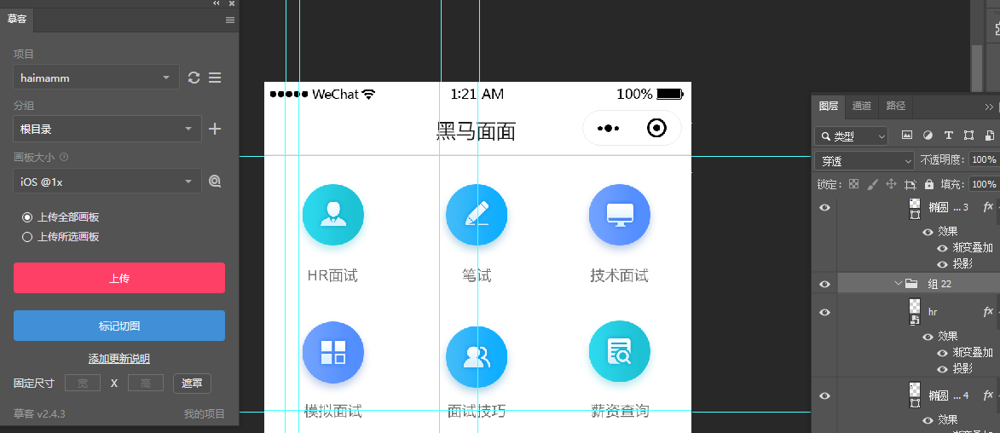 摹客
项目
haimamm
分组
根目录
画板大小
iOS @1x
上传全部画板
上传所选画板
上传
标记切图
添加更新说明
固定尺寸 宽 X 高 遮罩
摹客 v2.4.3 我的项目
WeChat 1:21 AM 100%
黑马面面
HR面试 笔试 技术面试
模拟面试 面试技巧 薪资查询
图层 通道 路径
类型
穿透 不透明度: 100%
锁定: 填充: 100%
椭圆 ... 3 fx
效果
渐变叠加
投影
组 22
hr fx
效果
渐变叠加
投影
椭圆 ... 4 fx
效果